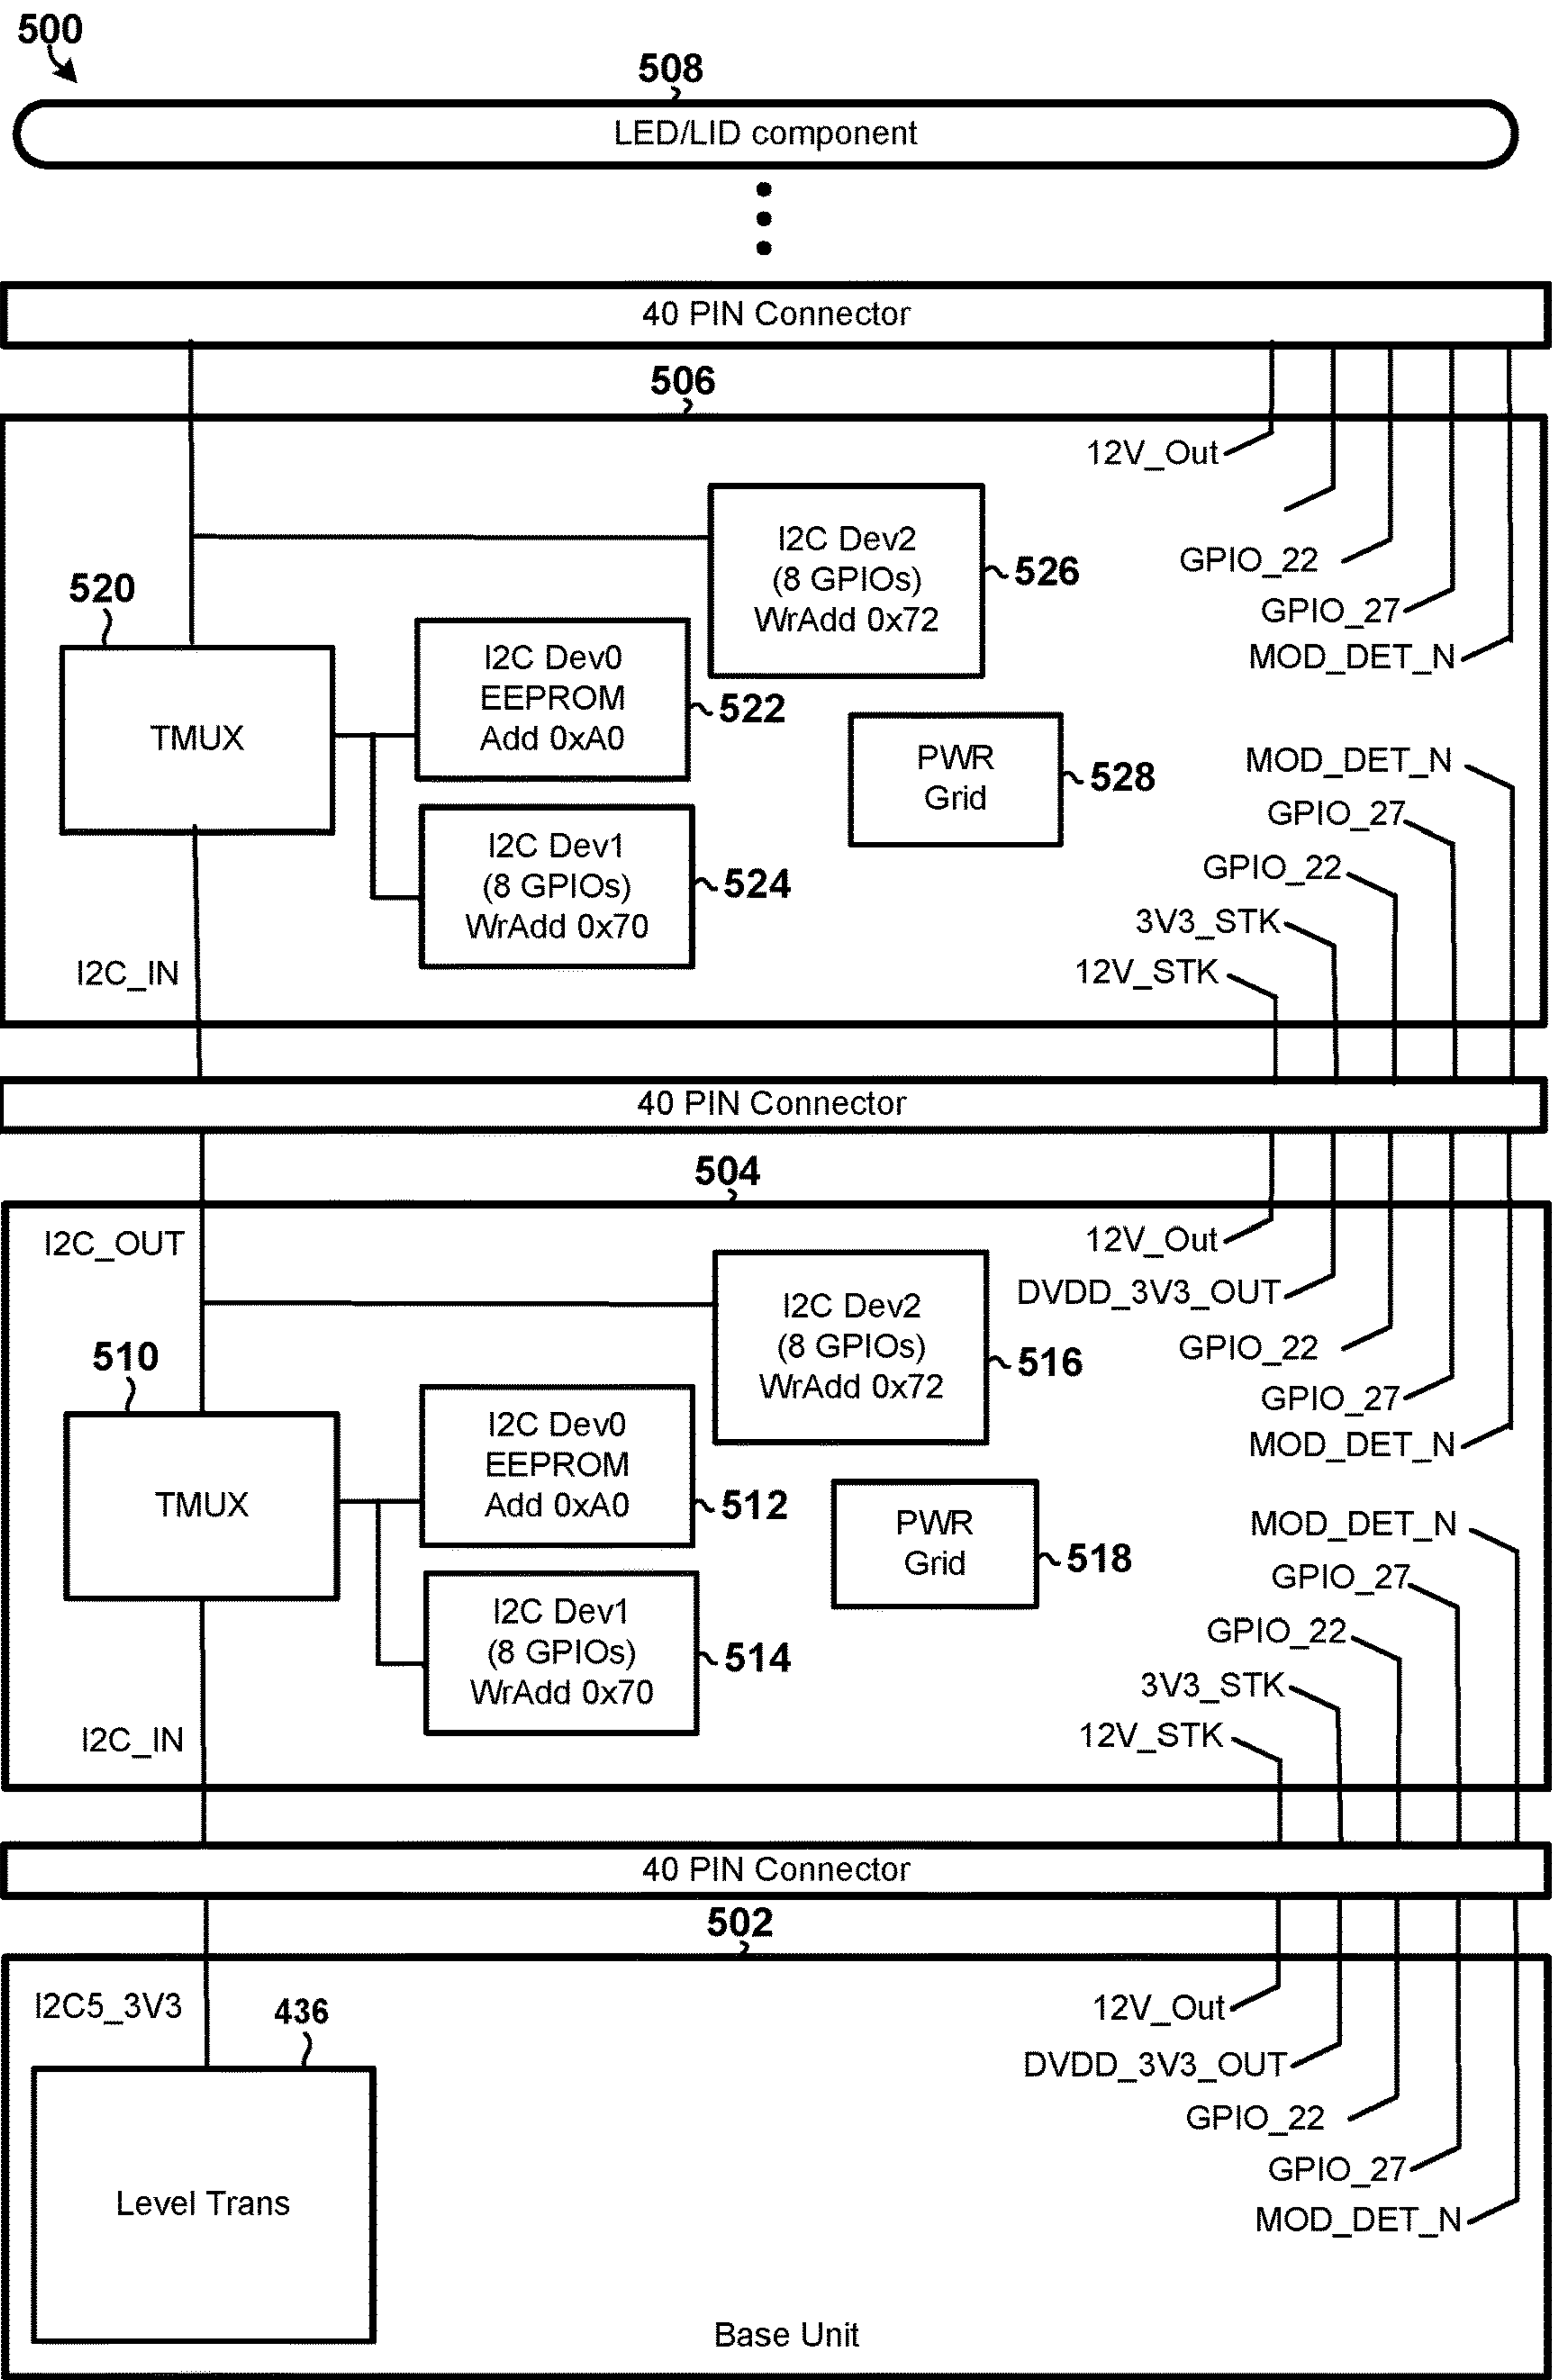 500
508
LED/LID component
40 PIN Connector
506
12V_Out
I2C Dev2
(8 GPIOs)
WrAdd 0x72
526
GPIO_22
520
GPIO_27
I2C Dev0
EEPROM
Add 0xA0
522
MOD_DET_N
TMUX
PWR
Grid
528
MOD_DET_N
GPIO_27
I2C Dev1
(8 GPIOs)
WrAdd 0x70
524
GPIO_22
3V3_STK
I2C_IN
12V_STK
40 PIN Connector
504
I2C_OUT
12V_Out
I2C Dev2
(8 GPIOs)
WrAdd 0x72
516
DVDD_3V3_OUT
GPIO_22
510
GPIO_27
I2C Dev0
EEPROM
Add 0xA0
512
MOD_DET_N
TMUX
PWR
Grid
518
MOD_DET_N
GPIO_27
I2C Dev1
(8 GPIOs)
WrAdd 0x70
514
GPIO_22
3V3_STK
I2C_IN
12V_STK
40 PIN Connector
502
I2C5_3V3
436
12V_Out
DVDD_3V3_OUT
GPIO_22
GPIO_27
Level Trans
MOD_DET_N
Base Unit